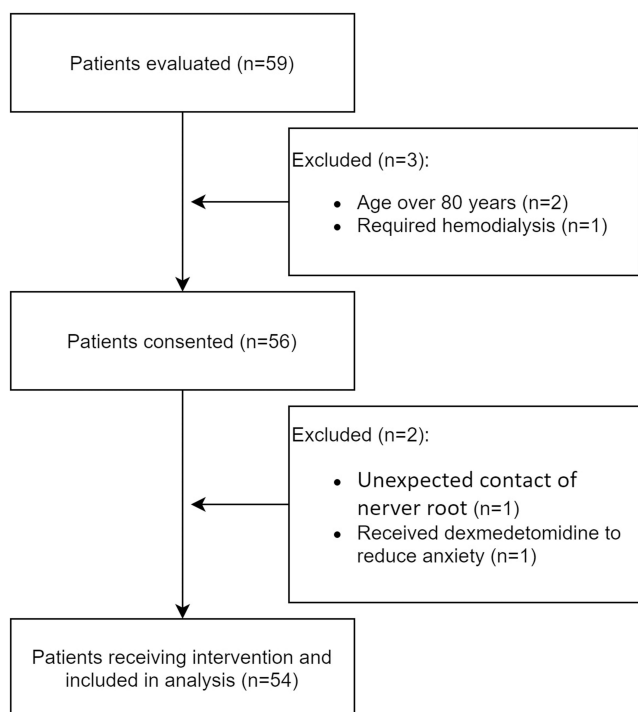 Patients evaluated (n=59)
Excluded (n=3):
• Age over 80 years (n=2)
• Required hemodialysis (n=1)
Patients consented (n=56)
Excluded (n=2):
• Unexpected contact of
nerver root (n=1)
• Received dexmedetomidine to
reduce anxiety (n=1)
Patients receiving intervention and
included in analysis (n=54)